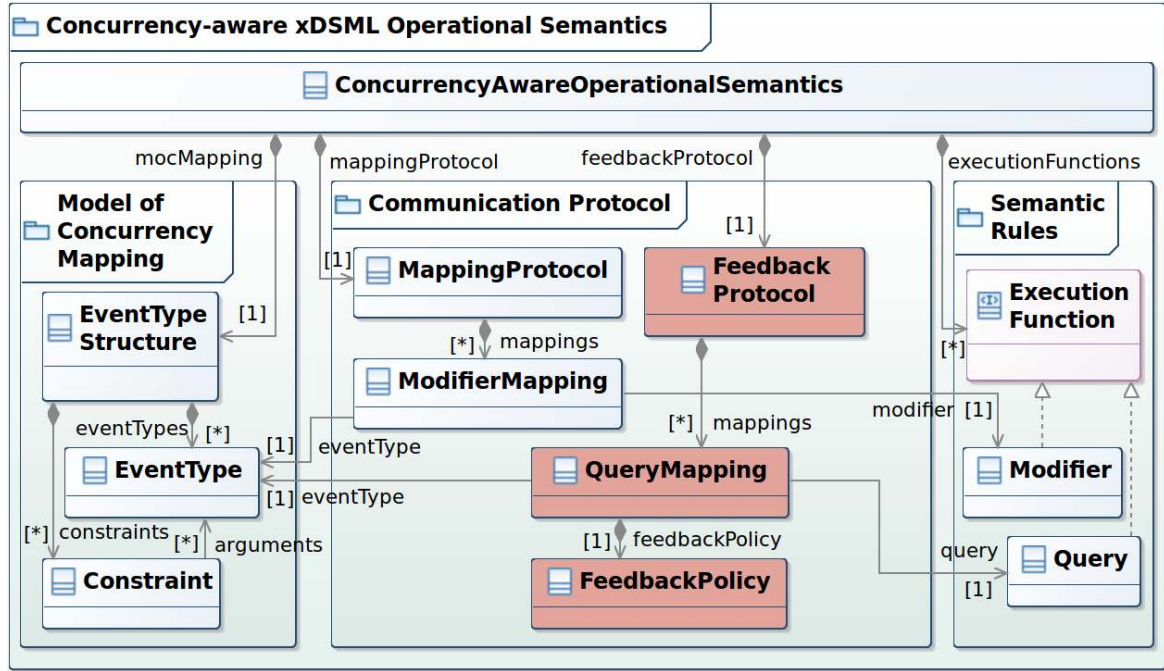 Concurrency-aware xDSML Operational Semantics
ConcurrencyAwareOperationalSemantics
mocMapping
mappingProtocol
feedbackProtocol
executionFunctions
Model of
Concurrency
Mapping
Communication Protocol
Semantic
Rules
[1]
[1]
[1]
[*]
EventType
Structure
MappingProtocol
Feedback
Protocol
<I>
Execution
Function
[*]
mappings
ModifierMapping
modifier
[1]
eventTypes
[*]
[1]
eventType
[*]
mappings
EventType
QueryMapping
Modifier
[1]
eventType
[*]
constraints
[*]
arguments
[1]
feedbackPolicy
query
[1]
Constraint
FeedbackPolicy
Query